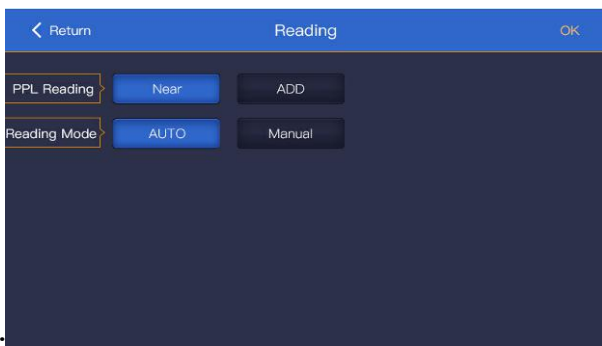 Return Reading OK
PPL Reading Near ADD
Reading Mode AUTO Manual